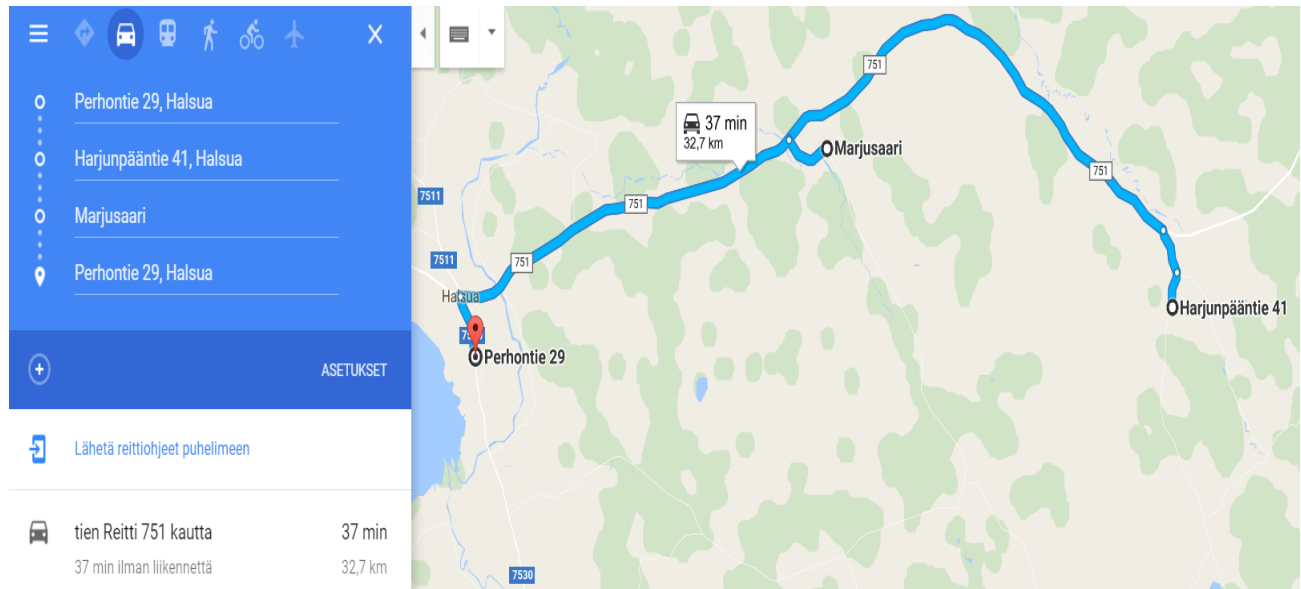 Perhontie 29, Halsua
Harjunpääntie 41, Halsua
Marjusaari
Perhontie 29, Halsua
ASETUKSET
Lähetä reittiohjeet puhelimeen
tien Reitti 751 kautta 37 min
37 min ilman liikennettä 32,7 km
751
37 min
32,7 km
Marjusaari
751
7511
751
7511
751
Halsua
Harjunpääntie 41
Perhontie 29
7530